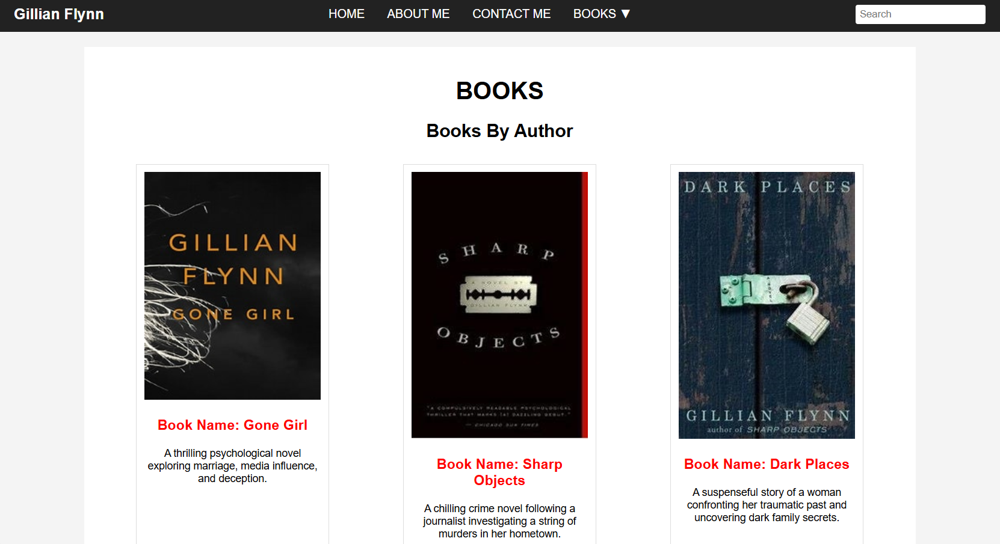 Gillian Flynn
HOME ABOUT ME CONTACT ME BOOKS ▼
Search
BOOKS
Books By Author
GILLIAN
FLYNN
GONE GIRL
Book Name: Gone Girl
A thrilling psychological novel
exploring marriage, media influence,
and deception.
SHARP
A NOVEL BY
GILLIAN FLYNN
OBJECTS
"A COMPULSIVELY READABLE PSYCHOLOGICAL
THRILLER THAT MARKS [A] DAZZLING DEBUT."
— CHICAGO SUN TIMES
Book Name: Sharp
Objects
A chilling crime novel following a
journalist investigating a string of
murders in her hometown.
DARK PLACES
A NOVEL
GILLIAN FLYNN
author of SHARP OBJECTS
Book Name: Dark Places
A suspenseful story of a woman
confronting her traumatic past and
uncovering dark family secrets.